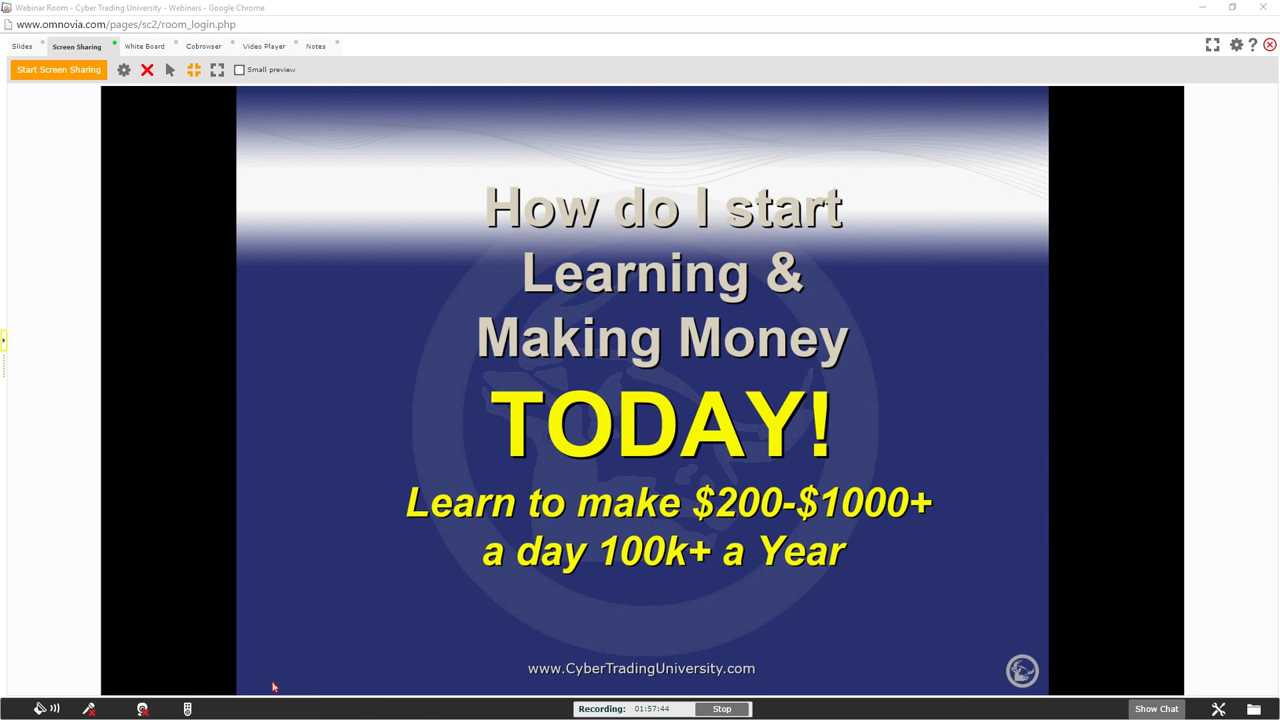 Webinar Room - Cyber Trading University - Webinars - Google Chrome
www.omnovia.com/pages/sc2/room_login.php
Slides Screen Sharing White Board Cobrowser Video Player Notes
Start Screen Sharing Small preview
How do I start
Learning &
Making Money
TODAY!
Learn to make $200-$1000+
a day 100k+ a Year
www.CyberTradingUniversity.com
Recording: 01:57:44 Stop Show Chat